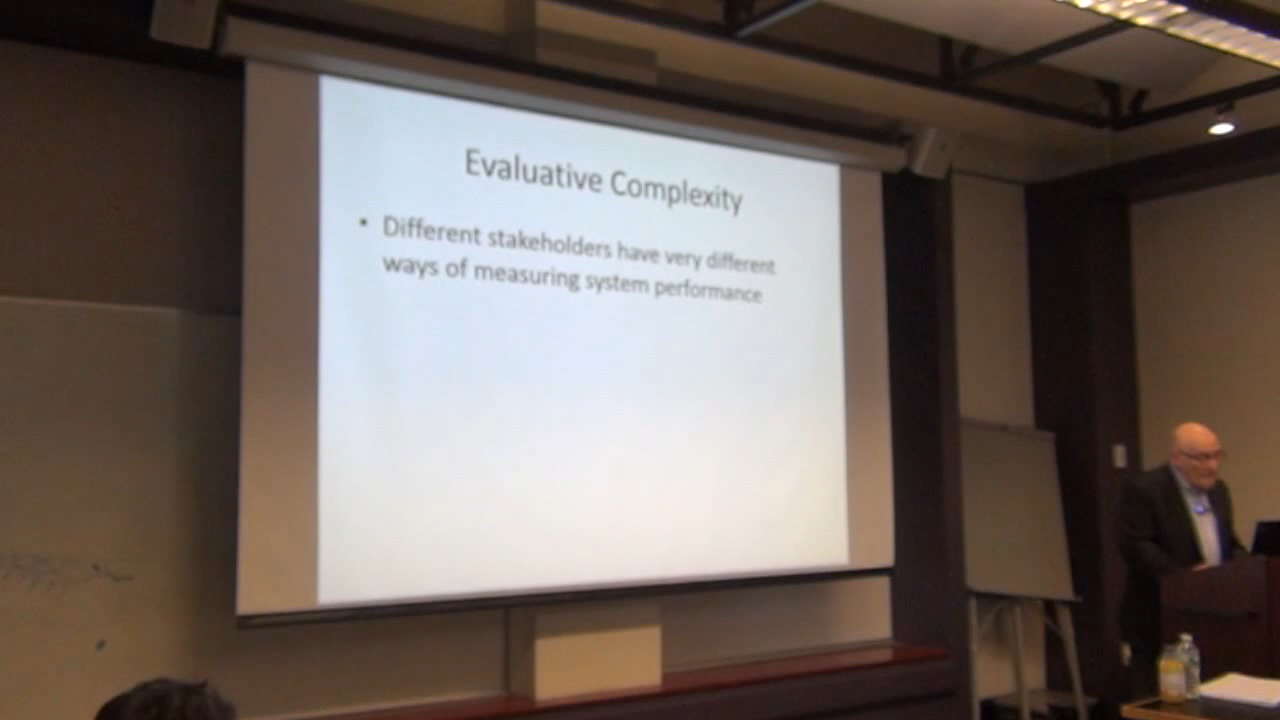 Evaluative Complexity
• Different stakeholders have very different
ways of measuring system performance